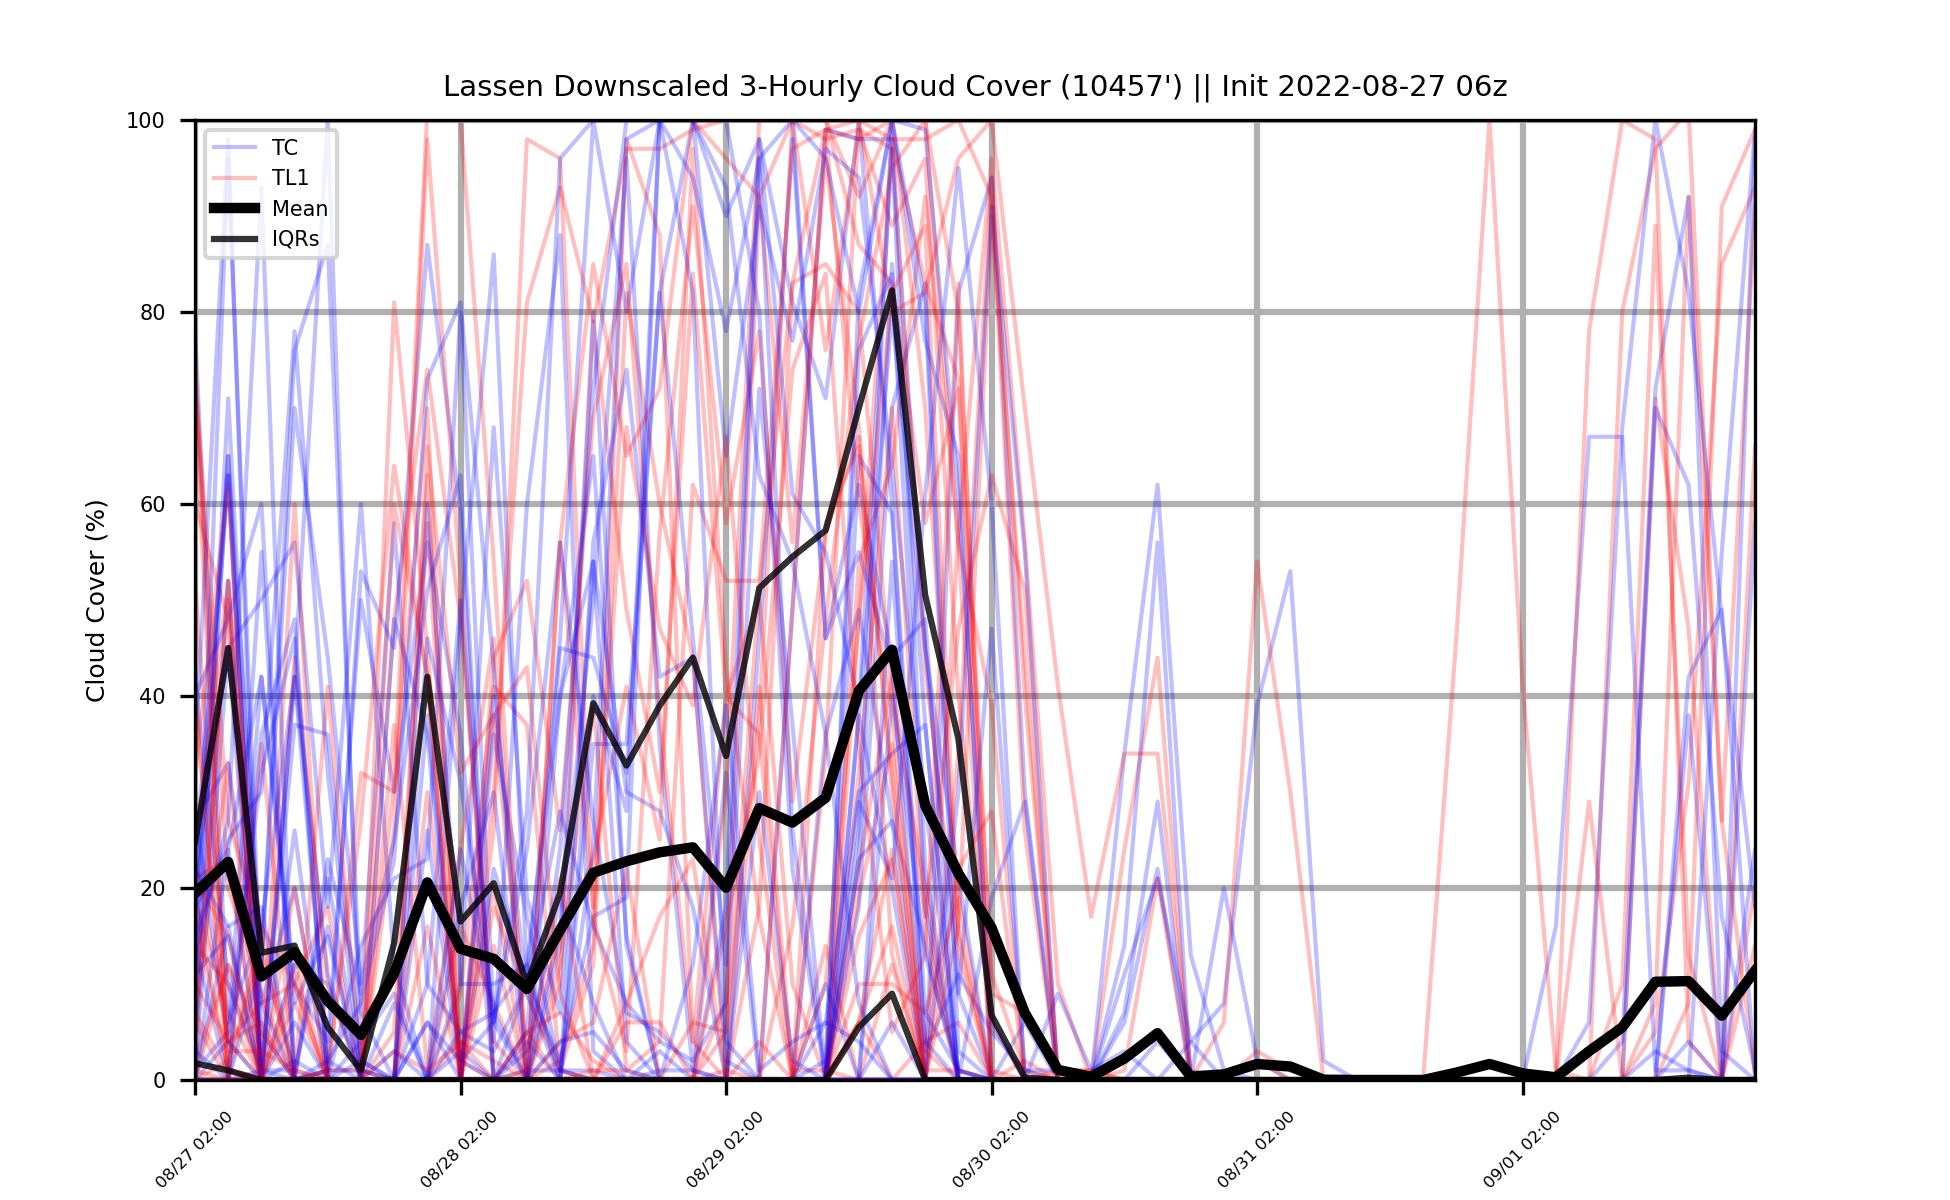 Lassen Downscaled 3-Hourly Cloud Cover (10457') || Init 2022-08-27 06z
TC
TL1
Mean
IQRs
Cloud Cover (%)
100
80
60
40
20
0
08/27 02:00
08/28 02:00
08/29 02:00
08/30 02:00
08/31 02:00
09/01 02:00